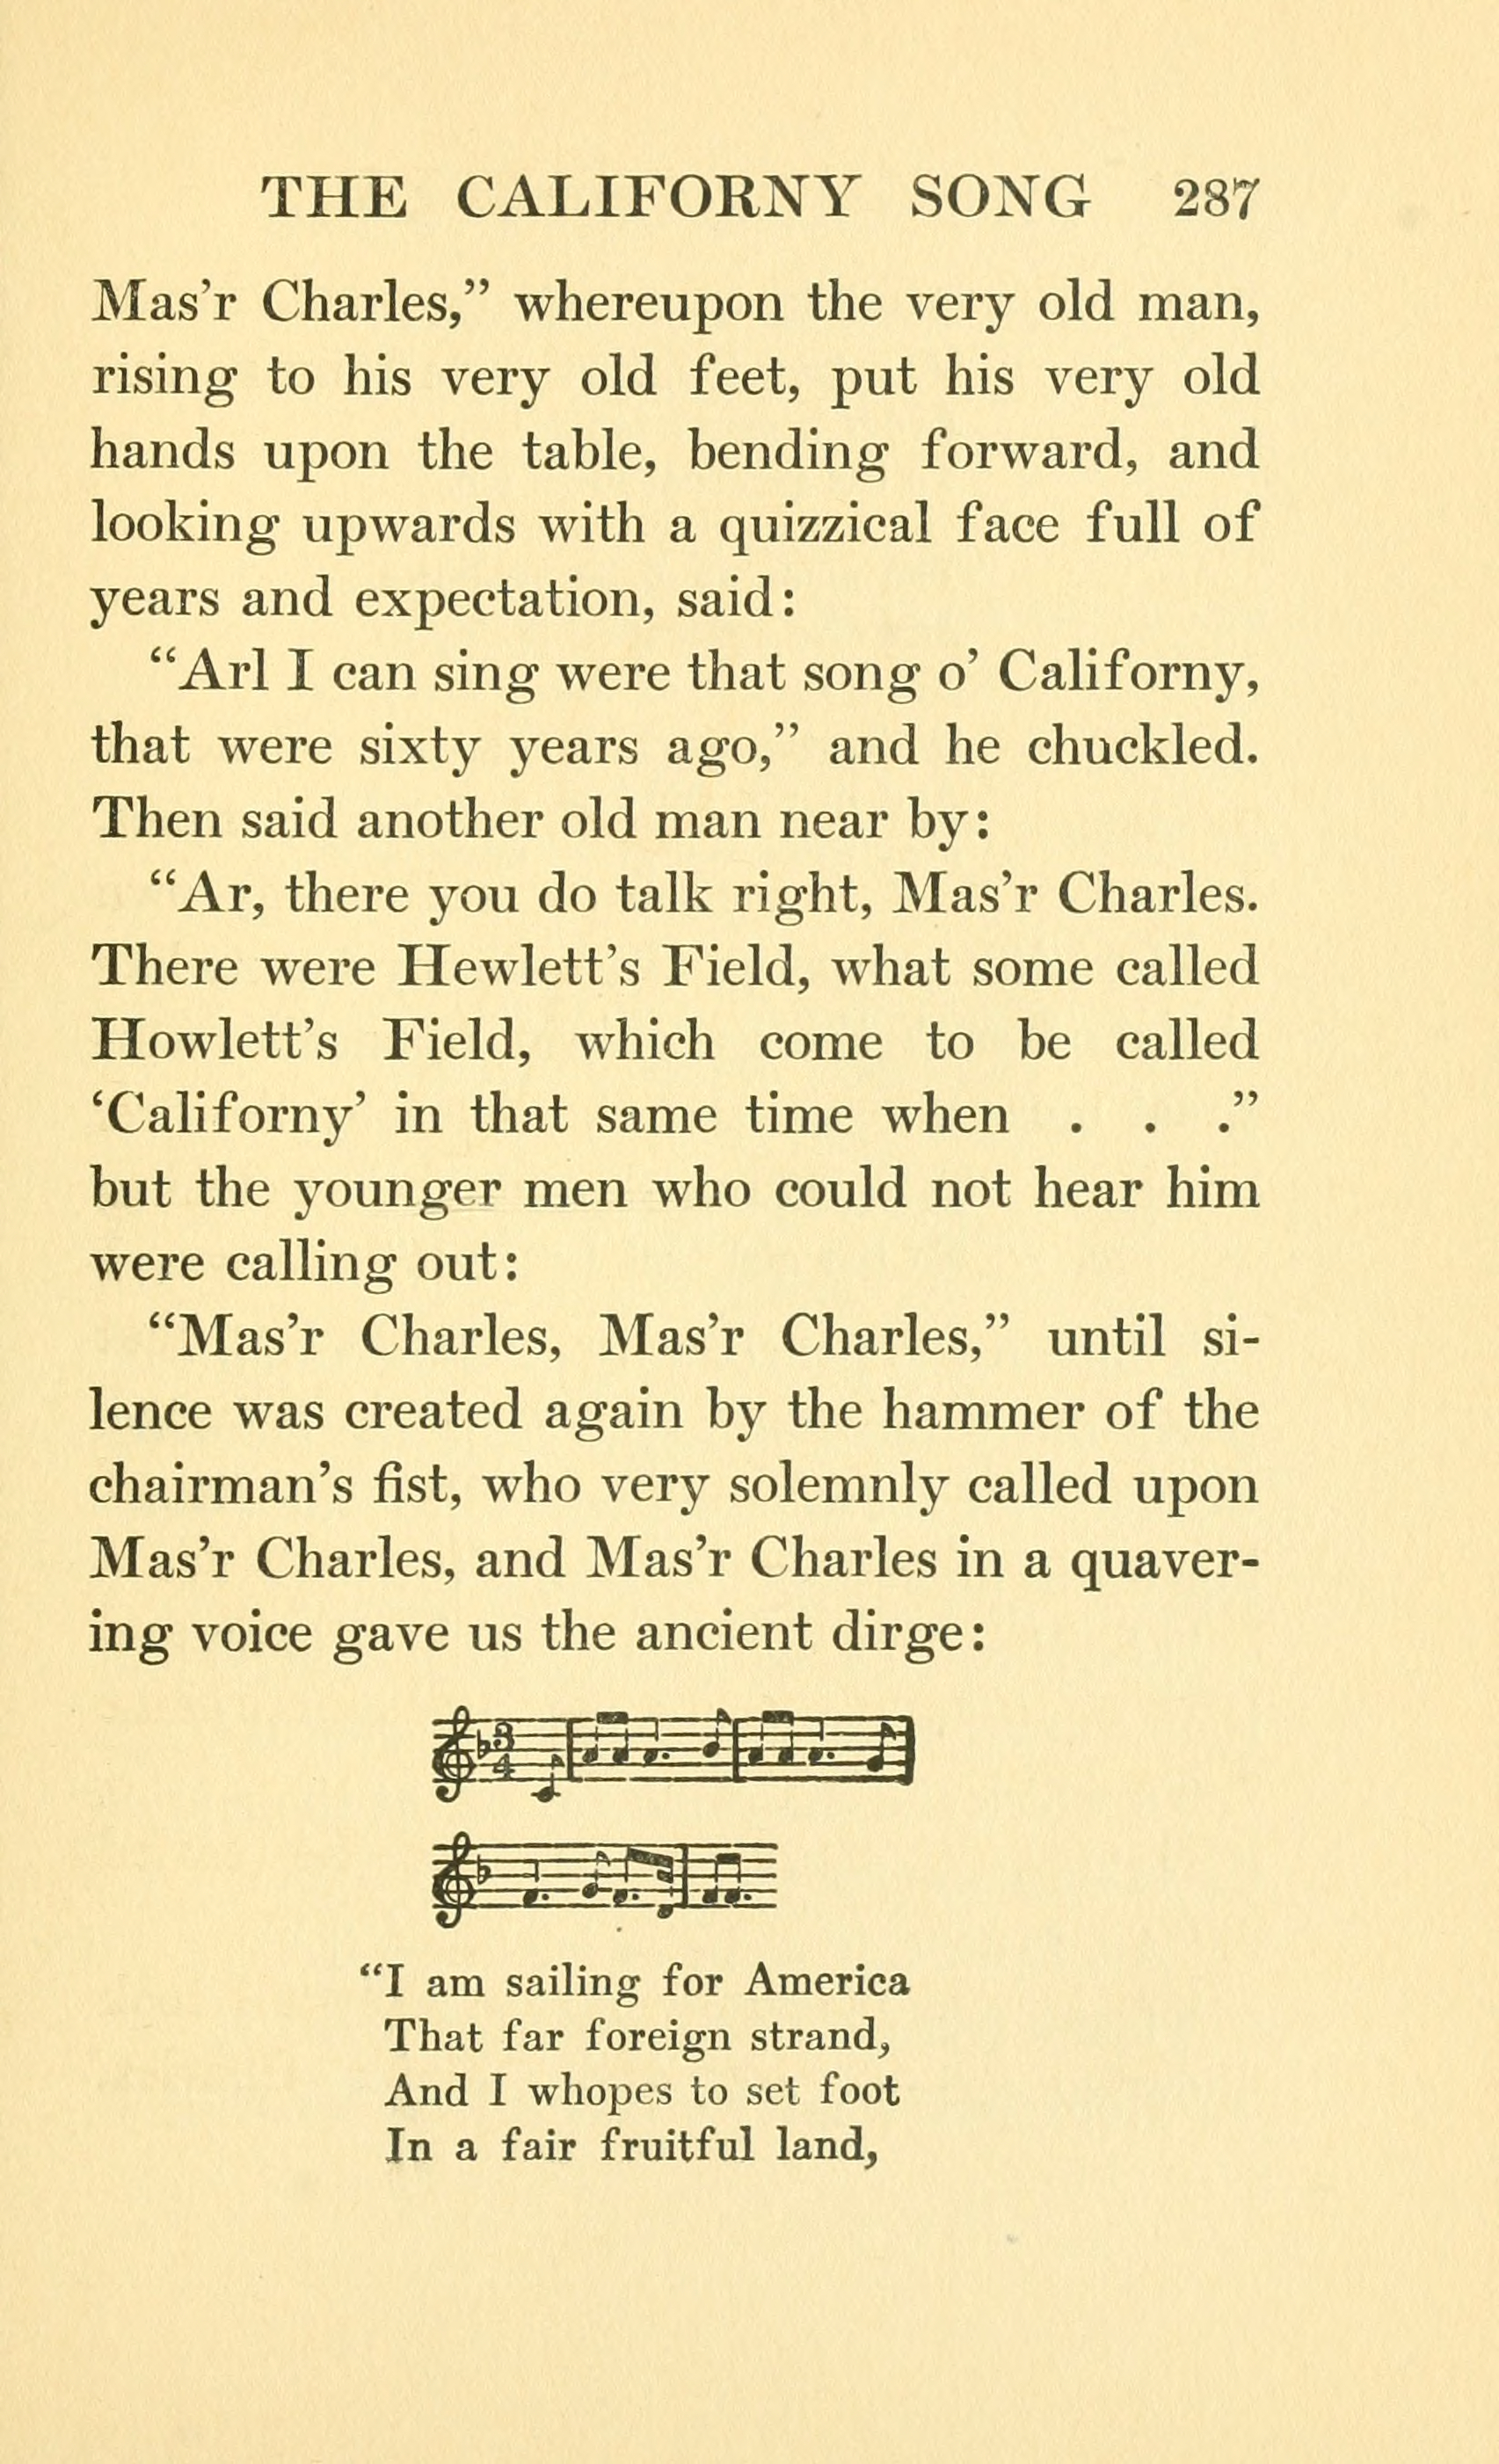 THE CALIFORNY SONG 287
Mas'r Charles," whereupon the very old man,
rising to his very old feet, put his very old
hands upon the table, bending forward, and
looking upwards with a quizzical face full of
years and expectation, said:
"Arl I can sing were that song o' Californy,
that were sixty years ago," and he chuckled.
Then said another old man near by:
"Ar, there you do talk right, Mas'r Charles.
There were Hewlett's Field, what some called
Howlett's Field, which come to be called
'Californy' in that same time when . . ."
but the younger men who could not hear him
were calling out:
"Mas'r Charles, Mas'r Charles," until si-
lence was created again by the hammer of the
chairman's fist, who very solemnly called upon
Mas'r Charles, and Mas'r Charles in a quaver-
ing voice gave us the ancient dirge:
3
4
"I am sailing for America
That far foreign strand,
And I whopes to set foot
In a fair fruitful land,